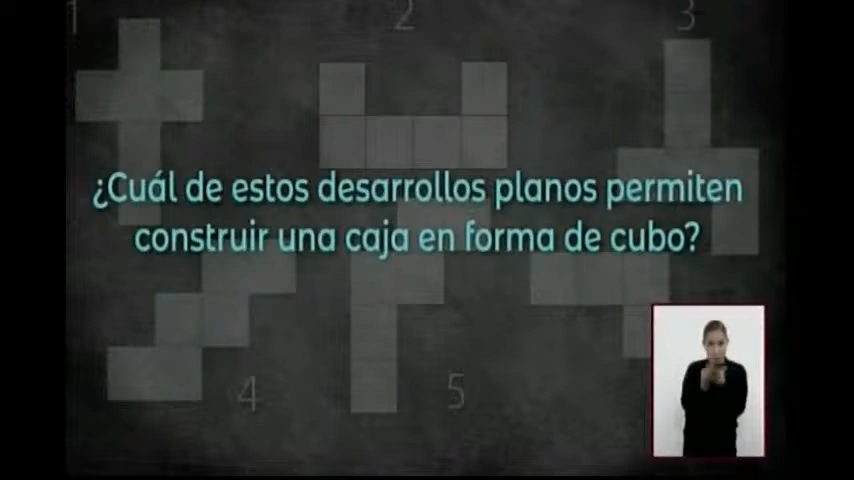 1 2 3
¿Cuál de estos desarrollos planos permiten
construir una caja en forma de cubo?
4 5